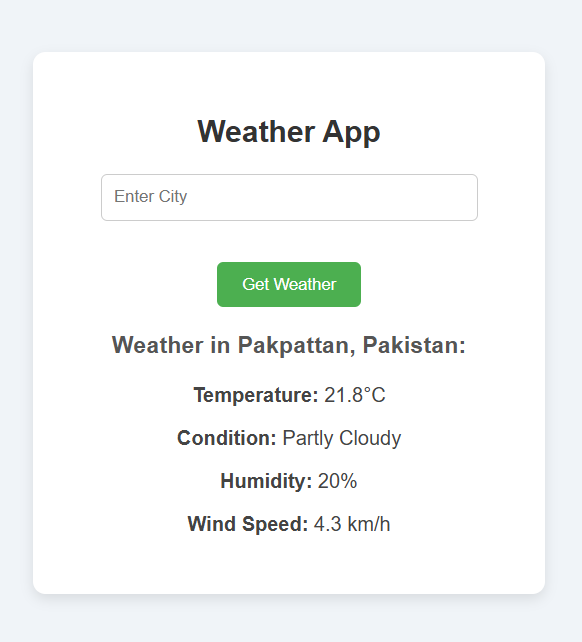 Weather App
Enter City
Get Weather
Weather in Pakpattan, Pakistan:
Temperature: 21.8°C
Condition: Partly Cloudy
Humidity: 20%
Wind Speed: 4.3 km/h